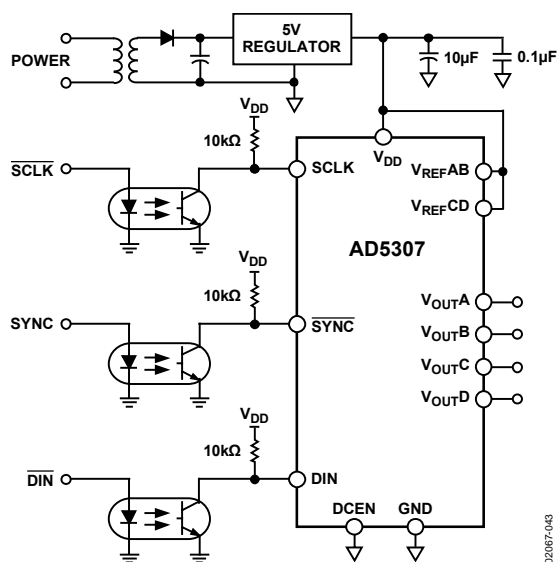 POWER
5V
REGULATOR
10µF
0.1µF
VDD
10kΩ
SCLK
SCLK
VDD
VREFAB
VREFCD
AD5307
VDD
10kΩ
SYNC
SYNC
VOUTA
VOUTB
VOUTC
VOUTD
VDD
10kΩ
DIN
DIN
DCEN
GND
02067-043